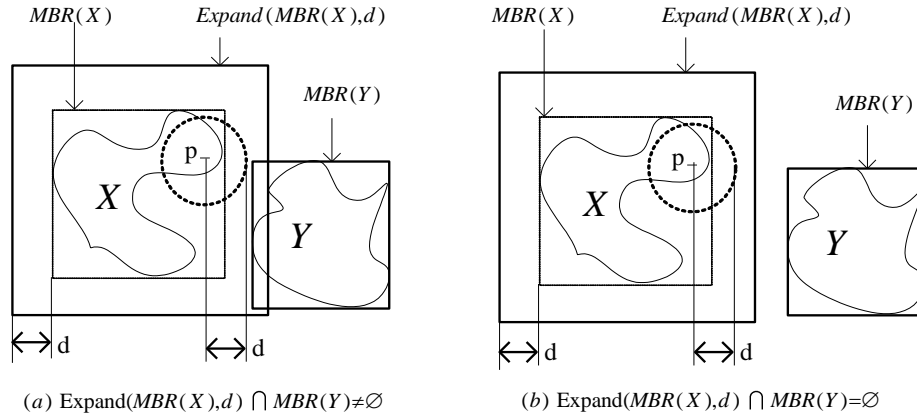 MBR(X)
Expand(MBR(X),d)
MBR(Y)
p
X
Y
d
d
(a) Expand(MBR(X),d) ⋂ MBR(Y)≠∅
MBR(X)
Expand(MBR(X),d)
MBR(Y)
p
X
Y
d
d
(b) Expand(MBR(X),d) ⋂ MBR(Y)=∅